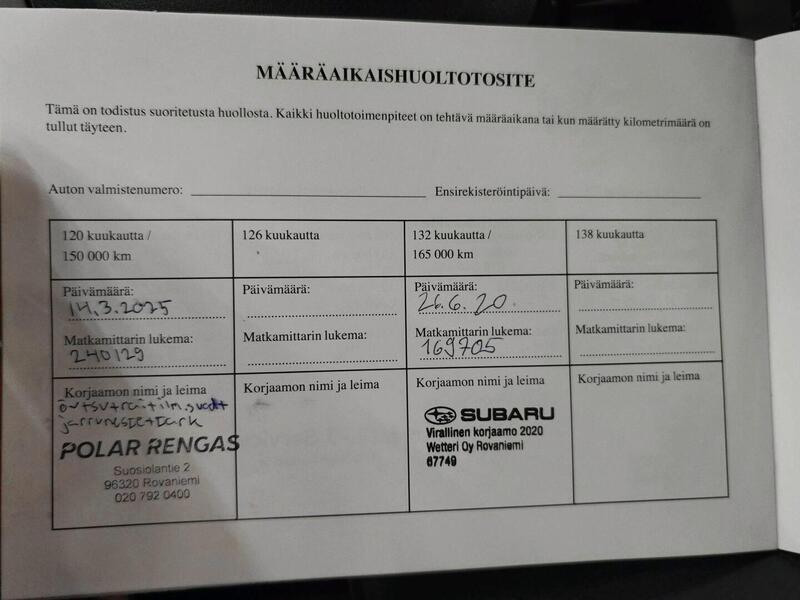 MÄÄRÄAIKAISHUOLTOTOSITE
Tämä on todistus suoritetusta huollosta. Kaikki huoltotoimenpiteet on tehtävä määräaikana tai kun määrätty kilometrimäärä on
tullut täyteen.
Auton valmistenumero:
Ensirekisteröintipäivä:
120 kuukautta /
150 000 km
Päivämäärä:
14.3.2025
Matkamittarin lukema:
240129
Korjaamon nimi ja leima
jarrunestetark
POLAR RENGAS
Suosiolantie 2
96320 Rovaniemi
020 792 0400
126 kuukautta
Päivämäärä:
Matkamittarin lukema:
Korjaamon nimi ja leima
132 kuukautta /
165 000 km
Päivämäärä:
26.6.20.
Matkamittarin lukema:
169705
Korjaamon nimi ja leima
SUBARU
Virallinen korjaamo 2020
Wetteri Oy Rovaniemi
67749
138 kuukautta
Päivämäärä:
Matkamittarin lukema:
Korjaamon nimi ja leima